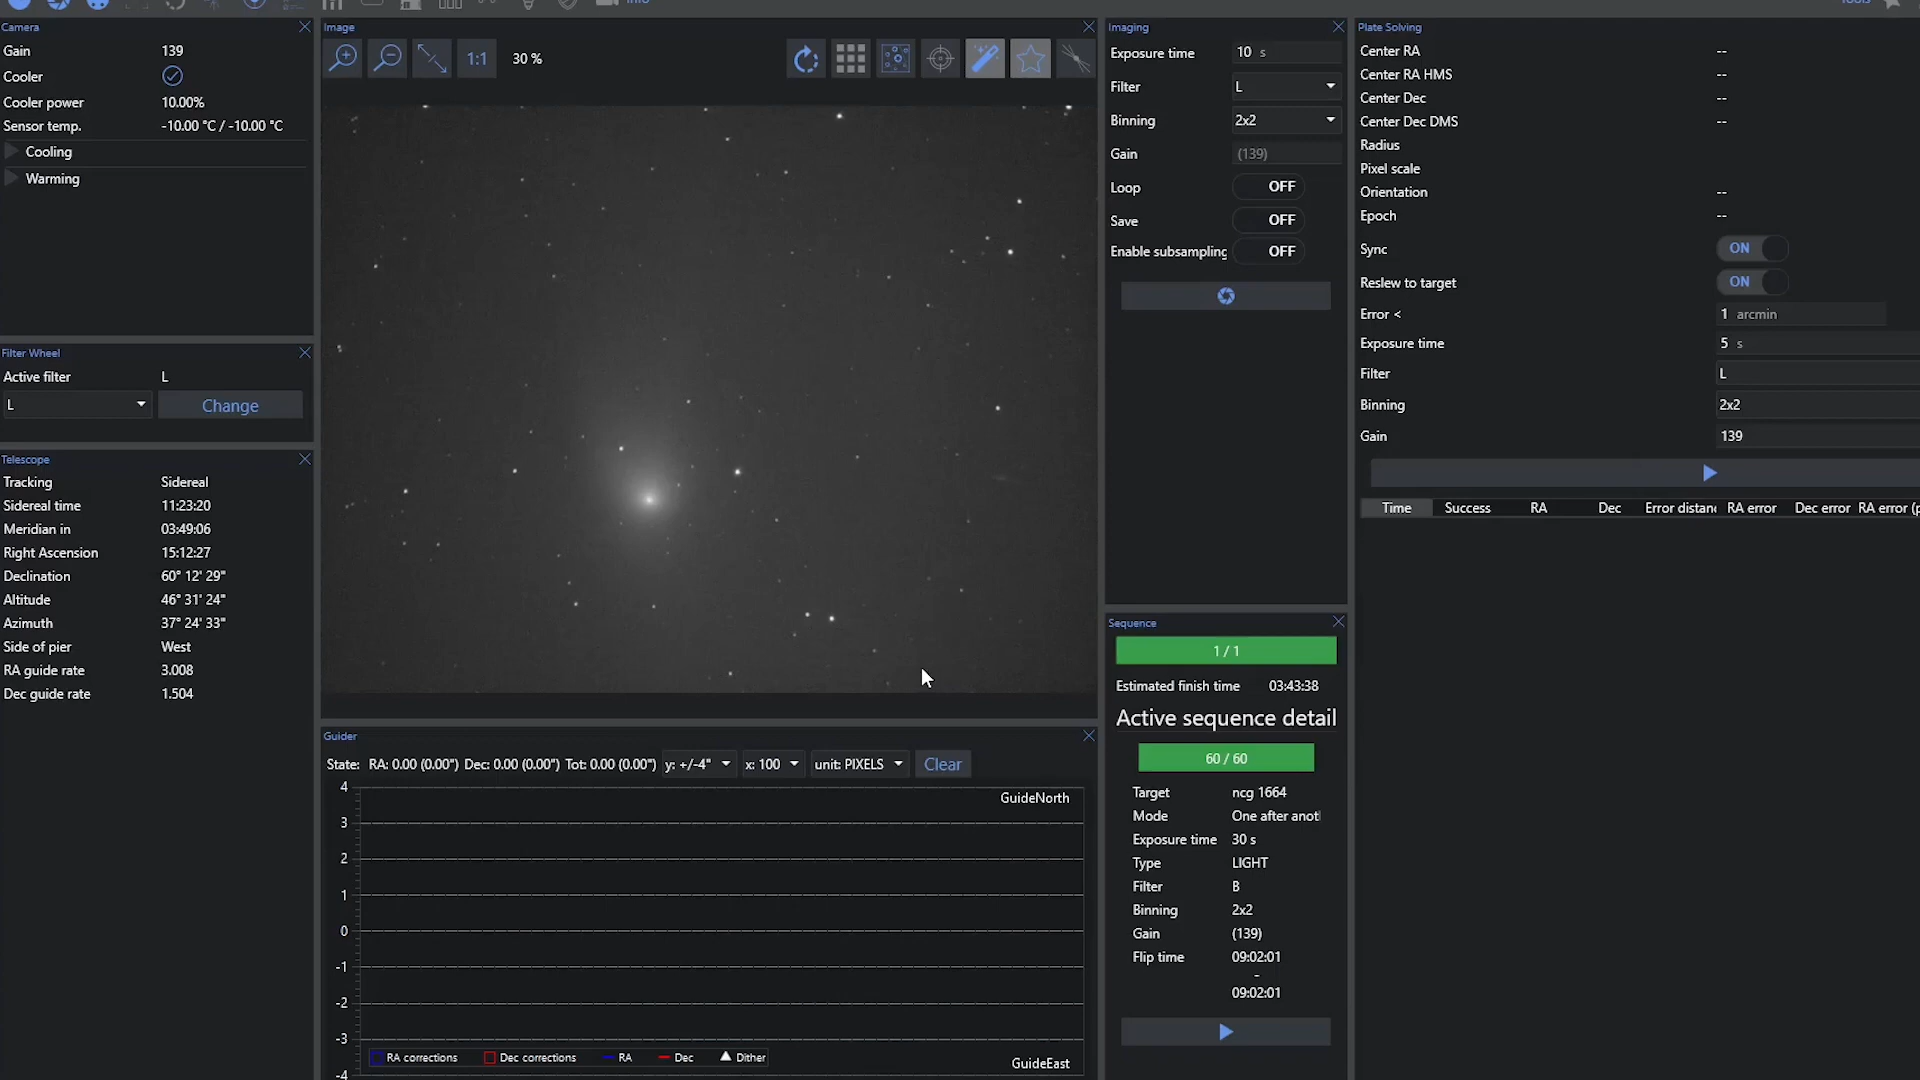 Info
Tools
Camera
Gain 139
Cooler
Cooler power 10.00%
Sensor temp. -10.00 °C / -10.00 °C
Cooling
Warming
Filter Wheel
Active filter L
L Change
Telescope
Tracking Sidereal
Sidereal time 11:23:20
Meridian in 03:49:06
Right Ascension 15:12:27
Declination 60° 12' 29"
Altitude 46° 31' 24"
Azimuth 37° 24' 33"
Side of pier West
RA guide rate 3.008
Dec guide rate 1.504
Image
1:1 30 %
Guider
State: RA: 0.00 (0.00") Dec: 0.00 (0.00") Tot: 0.00 (0.00") y: +/-4" x: 100 unit: PIXELS Clear
4
GuideNorth
3
2
1
0
-1
-2
-3
RA corrections Dec corrections RA Dec Dither
GuideEast
-4
Imaging
Exposure time 10 s
Filter L
Binning 2x2
Gain (139)
Loop OFF
Save OFF
Enable subsampling OFF
Sequence
1 / 1
Estimated finish time 03:43:38
Active sequence detail
60 / 60
Target ncg 1664
Mode One after anot
Exposure time 30 s
Type LIGHT
Filter B
Binning 2x2
Gain (139)
Flip time 09:02:01
-
09:02:01
Plate Solving
Center RA --
Center RA HMS --
Center Dec --
Center Dec DMS --
Radius
Pixel scale
Orientation --
Epoch --
Sync ON
Reslew to target ON
Error < 1 arcmin
Exposure time 5 s
Filter L
Binning 2x2
Gain 139
Time Success RA Dec Error distanc RA error Dec error RA error (p